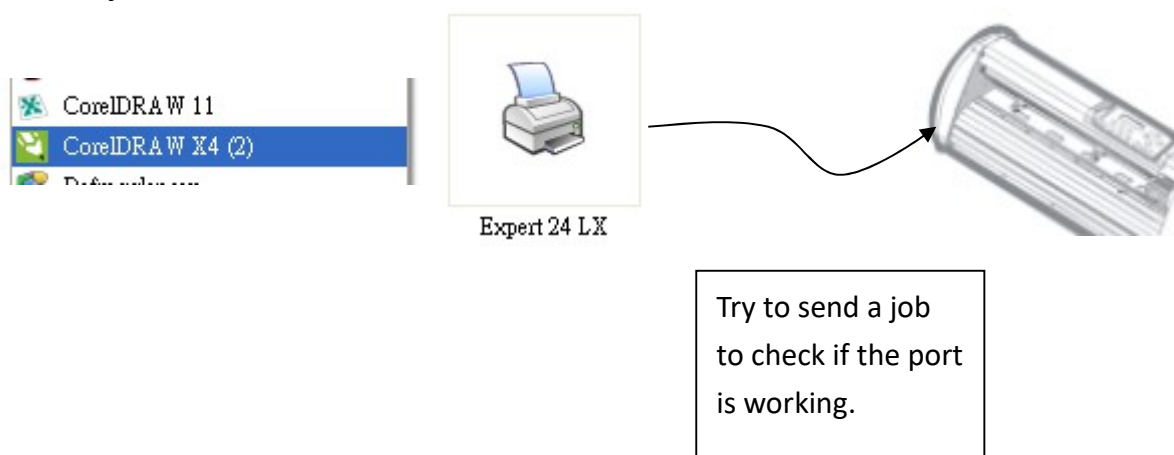 CorelDRAW 11
CorelDRAW X4 (2)
Expert 24 LX
Try to send a job
to check if the port
is working.